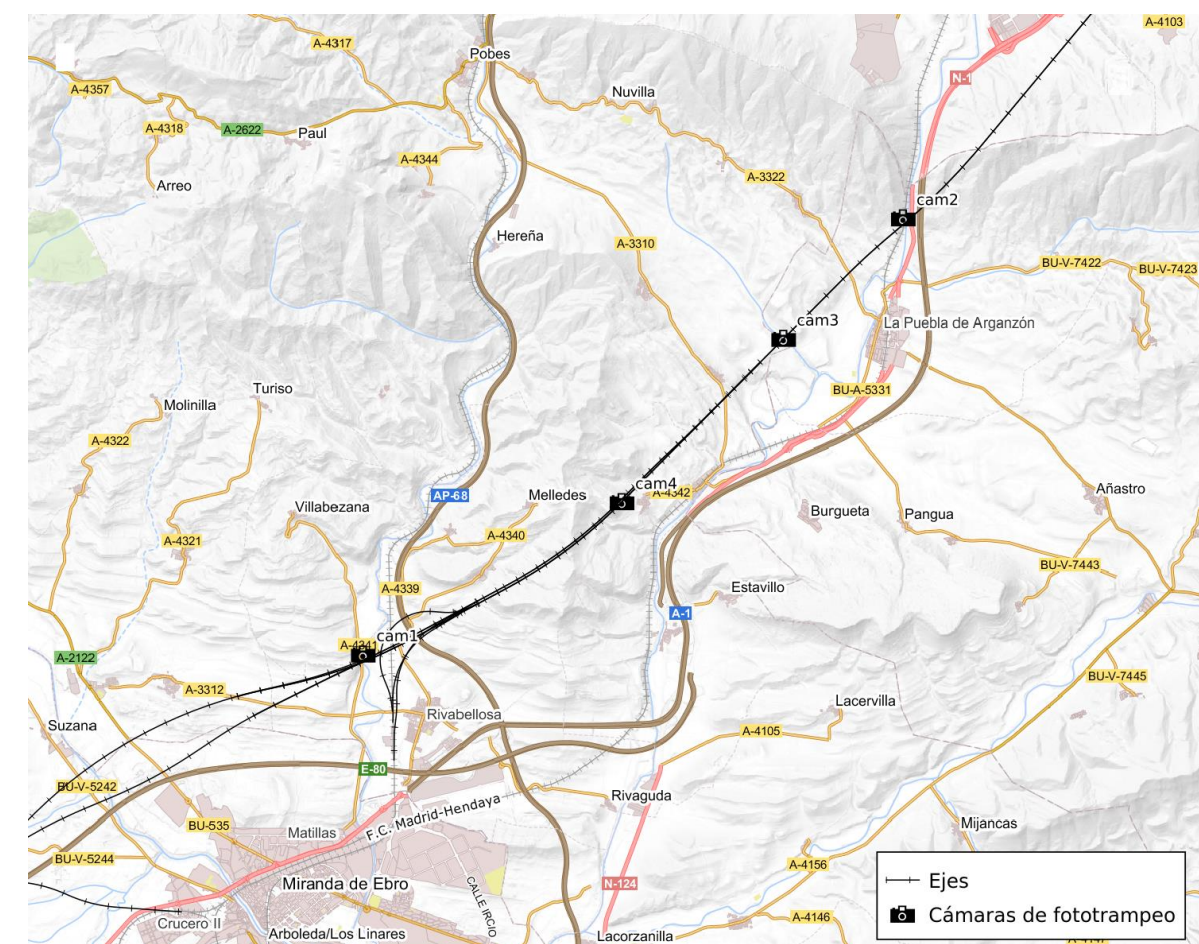 A-4103
A-4317
Pobes
N-1
A-4357
Nuvilla
A-4318
A-2622
Paul
A-4344
A-3322
Arreo
cam2
Hereña
A-3310
BU-V-7422
BU-V-7423
cam3
La Puebla de Arganzón
Turiso
BU-A-5331
Molinilla
A-4322
cam4
A-4342
Añastro
AP-68
Melledes
Villabezana
Burgueta
Pangua
A-4340
A-4321
BU-V-7443
A-4339
Estavillo
A-1
cam1
A-4341
A-2122
BU-V-7445
A-3312
Lacervilla
Suzana
Rivabellosa
A-4105
E-80
BU-V-5242
Rivaguda
F.C. Madrid-Hendaya
BU-535
Matillas
Mijancas
BU-V-5244
A-4156
Miranda de Ebro
N-124
CALLE IRCIO
Ejes
Crucero II
A-4146
Cámaras de fototrampeo
Arboleda/Los Linares
Lacorzanilla